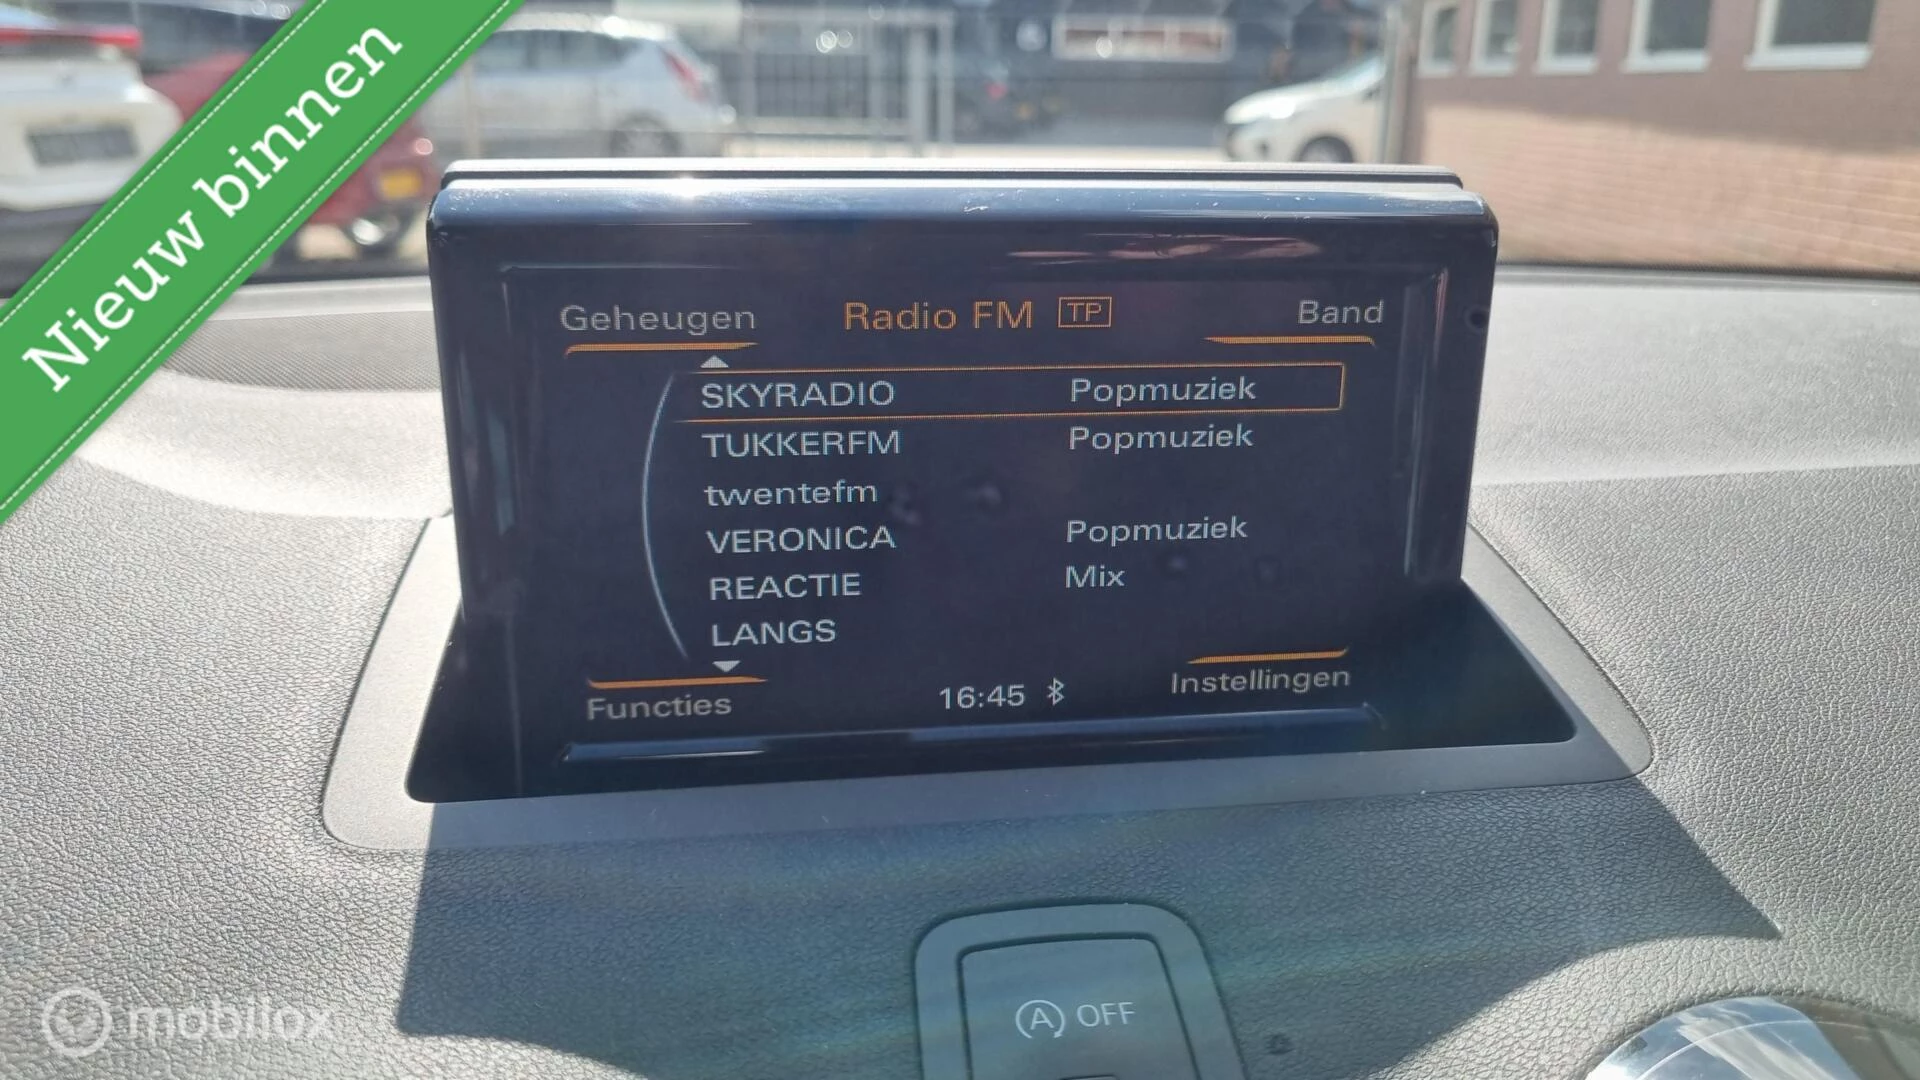 Nieuw binnen
Geheugen Radio FM TP Band
SKYRADIO Popmuziek
TUKKERFM Popmuziek
twentefm
VERONICA Popmuziek
REACTIE Mix
LANGS
Functies 16:45 Instellingen
A OFF
mobilox